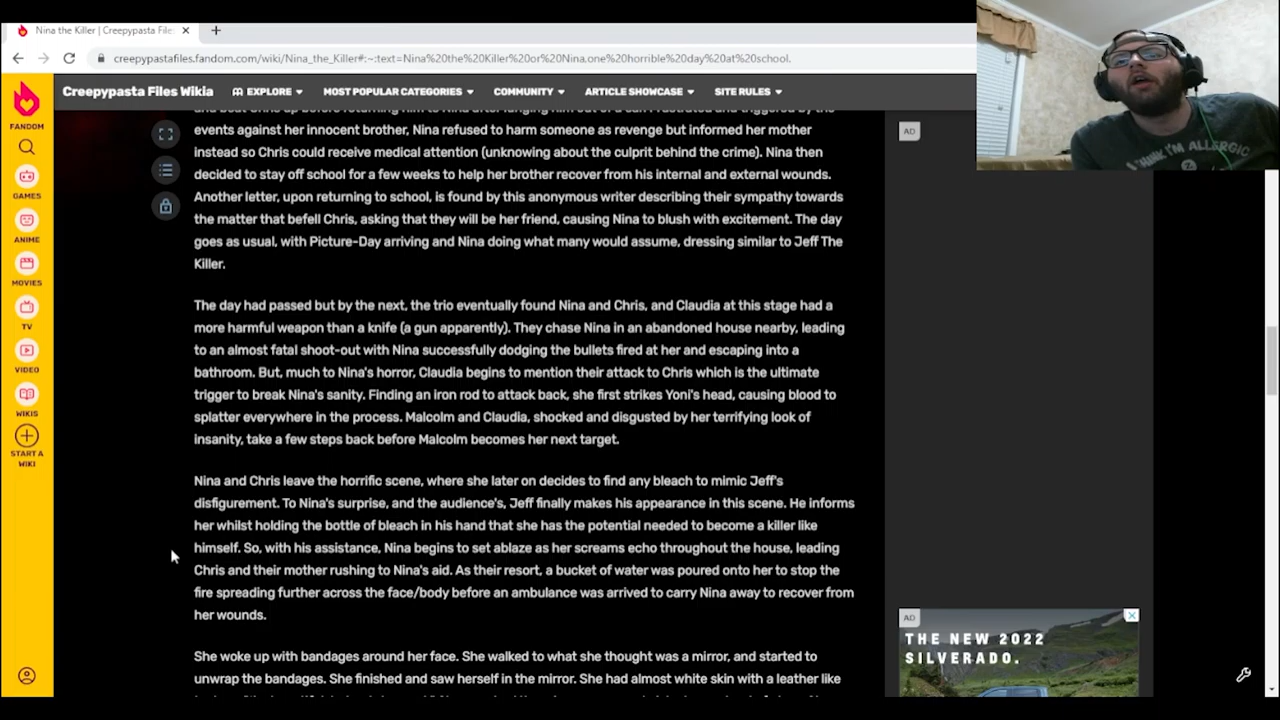 Nina the Killer | Creepypasta File
creepypastafiles.fandom.com/wiki/Nina_the_Killer#:~:text=Nina%20the%20Killer%20or%20Nina,one%20horrible%20day%20at%20school.
Creepypasta Files Wikia
EXPLORE
MOST POPULAR CATEGORIES
COMMUNITY
ARTICLE SHOWCASE
SITE RULES
FANDOM
GAMES
ANIME
MOVIES
TV
VIDEO
WIKIS
START A
WIKI
events against her innocent brother, Nina refused to harm someone as revenge but informed her mother
instead so Chris could receive medical attention (unknowing about the culprit behind the crime). Nina then
decided to stay off school for a few weeks to help her brother recover from his internal and external wounds.
Another letter, upon returning to school, is found by this anonymous writer describing their sympathy towards
the matter that befell Chris, asking that they will be her friend, causing Nina to blush with excitement. The day
goes as usual, with Picture-Day arriving and Nina doing what many would assume, dressing similar to Jeff The
Killer.
The day had passed but by the next, the trio eventually found Nina and Chris, and Claudia at this stage had a
more harmful weapon than a knife (a gun apparently). They chase Nina in an abandoned house nearby, leading
to an almost fatal shoot-out with Nina successfully dodging the bullets fired at her and escaping into a
bathroom. But, much to Nina's horror, Claudia begins to mention their attack to Chris which is the ultimate
trigger to break Nina's sanity. Finding an iron rod to attack back, she first strikes Yoni's head, causing blood to
splatter everywhere in the process. Malcolm and Claudia, shocked and disgusted by her terrifying look of
insanity, take a few steps back before Malcolm becomes her next target.
Nina and Chris leave the horrific scene, where she later on decides to find any bleach to mimic Jeff's
disfigurement. To Nina's surprise, and the audience's, Jeff finally makes his appearance in this scene. He informs
her whilst holding the bottle of bleach in his hand that she has the potential needed to become a killer like
himself. So, with his assistance, Nina begins to set ablaze as her screams echo throughout the house, leading
Chris and their mother rushing to Nina's aid. As their resort, a bucket of water was poured onto her to stop the
fire spreading further across the face/body before an ambulance was arrived to carry Nina away to recover from
her wounds.
She woke up with bandages around her face. She walked to what she thought was a mirror, and started to
unwrap the bandages. She finished and saw herself in the mirror. She had almost white skin with a leather like
AD
AD
THE NEW 2022
SILVERADO.
I THINK I'M ALLERGIC